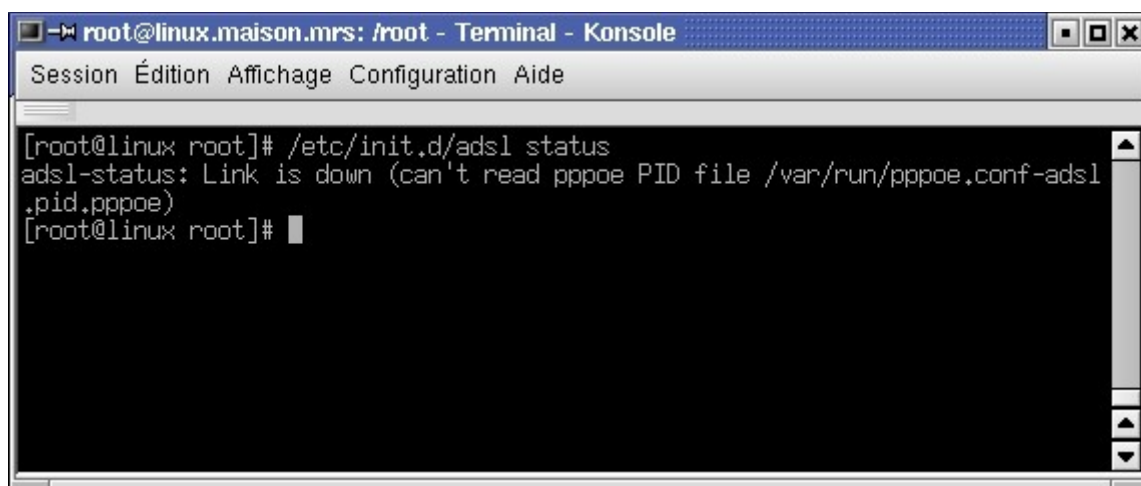 root@linux.maison.mrs: /root - Terminal - Konsole
Session Édition Affichage Configuration Aide
[root@linux root]# /etc/init.d/adsl status
adsl-status: Link is down (can't read pppoe PID file /var/run/pppoe.conf-adsl
.pid.pppoe)
[root@linux root]#